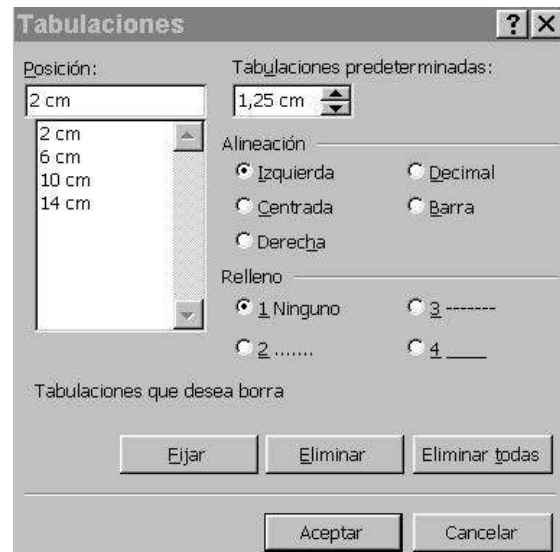 Tabulaciones ? X
Posición: Tabulaciones predeterminadas:
2 cm 1,25 cm
2 cm
6 cm
10 cm
14 cm
Alineación
Izquierda Decimal
Centrada Barra
Derecha
Relleno
1 Ninguno 3 -------
2 ....... 4 ____
Tabulaciones que desea borra
Fijar Eliminar Eliminar todas
Aceptar Cancelar